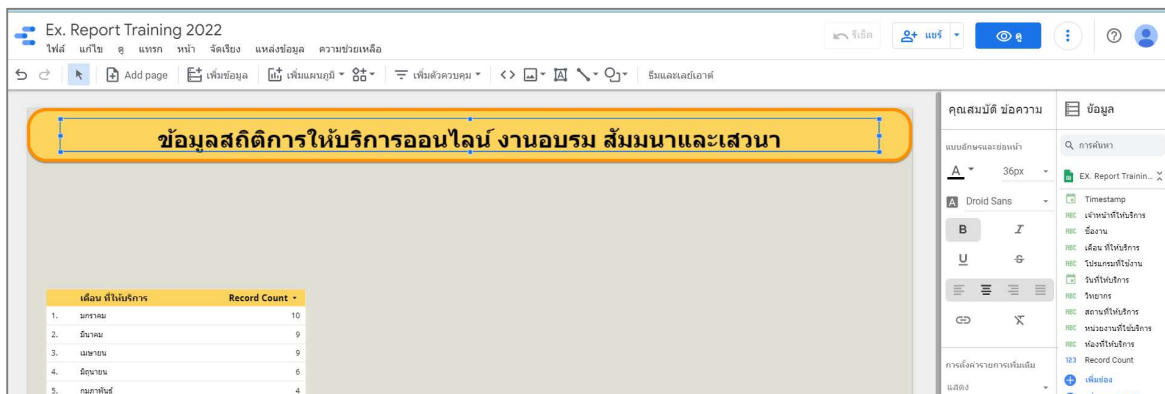 Ex. Report Training 2022
ไฟล์ แก้ไข ดู แทรก หน้า จัดเรียง แหล่งข้อมูล ความช่วยเหลือ
รีเซ็ต
แชร์
ดู
Add page เพิ่มข้อมูล เพิ่มแผนภูมิ เพิ่มตัวควบคุม ธีมและเลย์เอาต์
ข้อมูลสถิติการให้บริการออนไลน์ งานอบรม สัมมนาและเสวนา
เดือน ที่ให้บริการ Record Count
1. มกราคม 10
2. มีนาคม 9
3. เมษายน 9
4. มิถุนายน 6
5. กุมภาพันธ์ 4
คุณสมบัติ ข้อความ
แบบอักษรและย่อหน้า
A 36px
A Droid Sans
B I
U S
การตั้งค่ารายการเพิ่มเติม
แสดง
ข้อมูล
การค้นหา
EX. Report Trainin...
Timestamp
RBC เจ้าหน้าที่ให้บริการ
RBC ชื่องาน
RBC เดือน ที่ให้บริการ
RBC โปรแกรมที่ใช้งาน
วันที่ให้บริการ
RBC วิทยากร
RBC สถานที่ให้บริการ
RBC หน่วยงานที่ใช้บริการ
RBC ห้องที่ให้บริการ
123 Record Count
เพิ่มช่อง